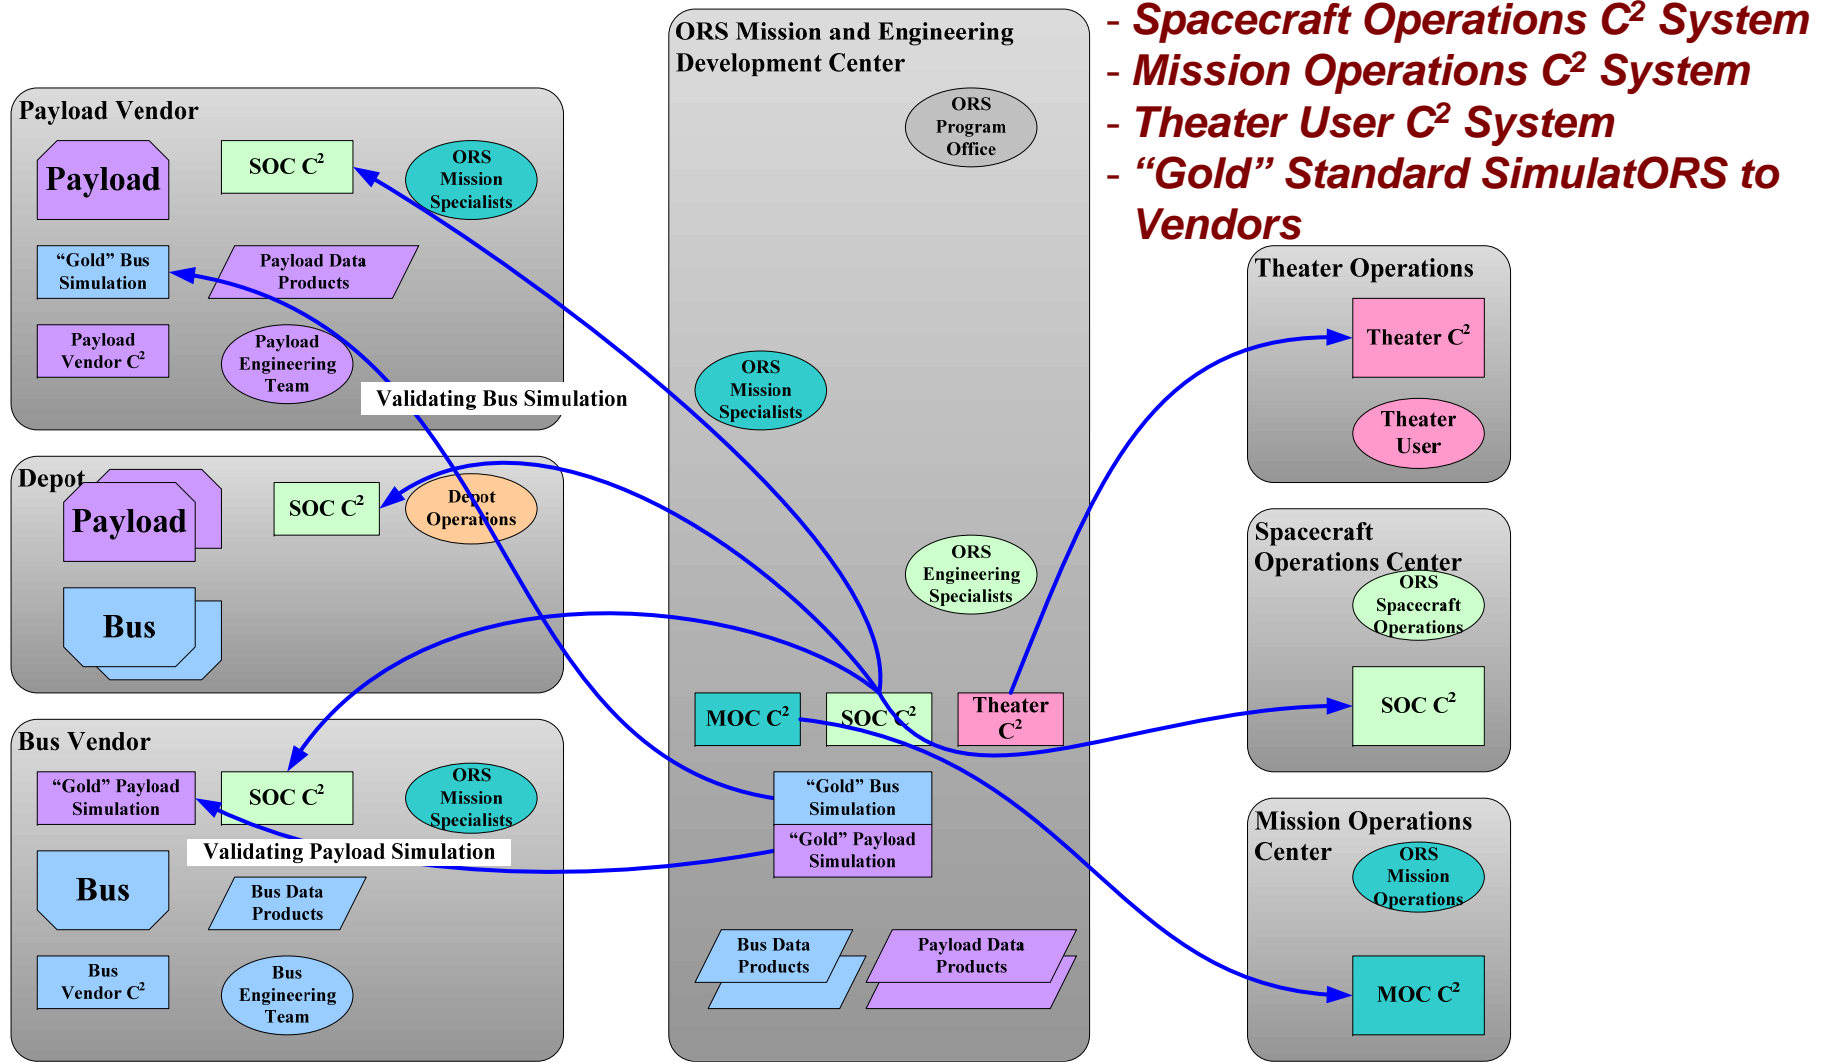 - Spacecraft Operations C² System
- Mission Operations C² System
- Theater User C² System
- “Gold” Standard SimulatORS to
Vendors
Payload Vendor
Payload
SOC C²
ORS
Mission
Specialists
“Gold” Bus
Simulation
Payload Data
Products
Payload
Vendor C²
Payload
Engineering
Team
Validating Bus Simulation
Depot
Payload
SOC C²
Depot
Operations
Bus
Bus Vendor
“Gold” Payload
Simulation
SOC C²
ORS
Mission
Specialists
Validating Payload Simulation
Bus
Bus Data
Products
Bus
Vendor C²
Bus
Engineering
Team
ORS Mission and Engineering
Development Center
ORS
Program
Office
ORS
Mission
Specialists
ORS
Engineering
Specialists
MOC C²
SOC C²
Theater
C²
“Gold” Bus
Simulation
“Gold” Payload
Simulation
Bus Data
Products
Payload Data
Products
Theater Operations
Theater C²
Theater
User
Spacecraft
Operations Center
ORS
Spacecraft
Operations
SOC C²
Mission Operations
Center
ORS
Mission
Operations
MOC C²